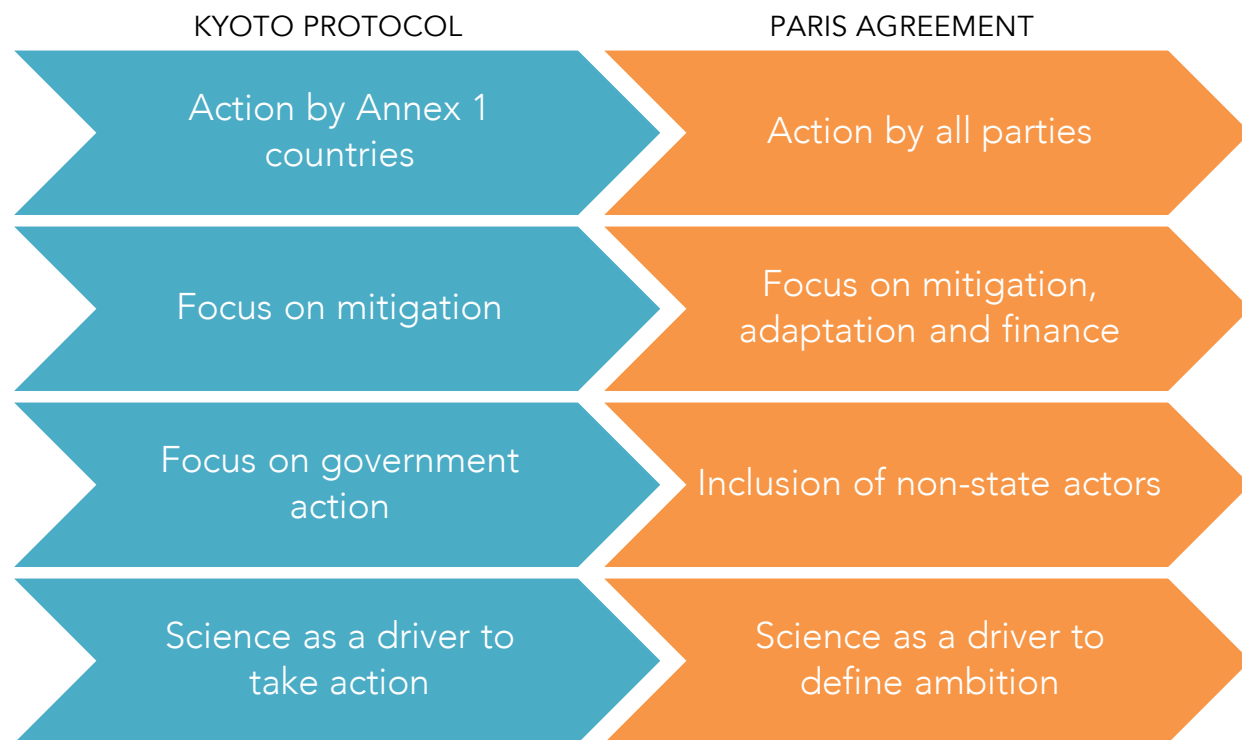 KYOTO PROTOCOL
PARIS AGREEMENT
Action by Annex 1
countries
Action by all parties
Focus on mitigation
Focus on mitigation,
adaptation and finance
Focus on government
action
Inclusion of non-state actors
Science as a driver to
take action
Science as a driver to
define ambition